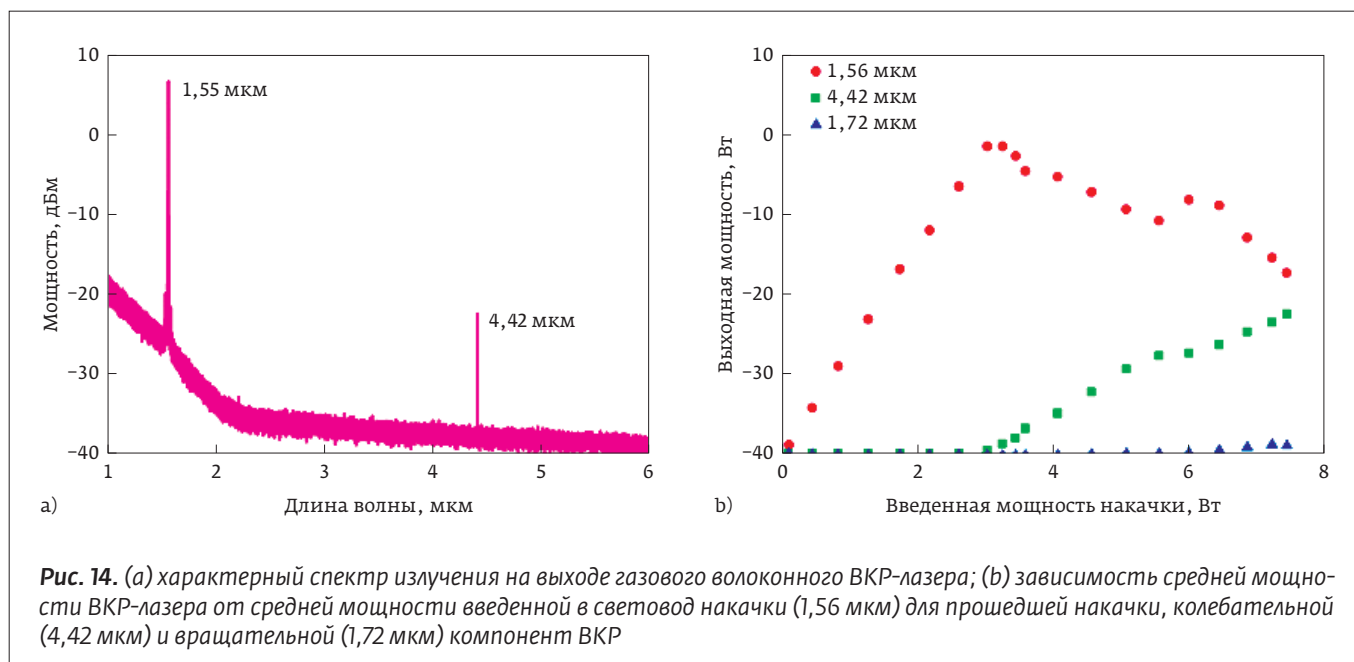 10
0
−10
−20
−30
−40
1
2
3
4
5
6
Мощность, дБм
Длина волны, мкм
1,55 мкм
4,42 мкм
a)
10
0
−10
−20
−30
−40
0
2
4
6
8
Выходная мощность, Вт
Введенная мощность накачки, Вт
1,56 мкм
4,42 мкм
1,72 мкм
b)
Рис. 14. (a) характерный спектр излучения на выходе газового волоконного ВКР-лазера; (b) зависимость средней мощно-
сти ВКР-лазера от средней мощности введенной в световод накачки (1,56 мкм) для прошедшей накачки, колебательной
(4,42 мкм) и вращательной (1,72 мкм) компонент ВКР